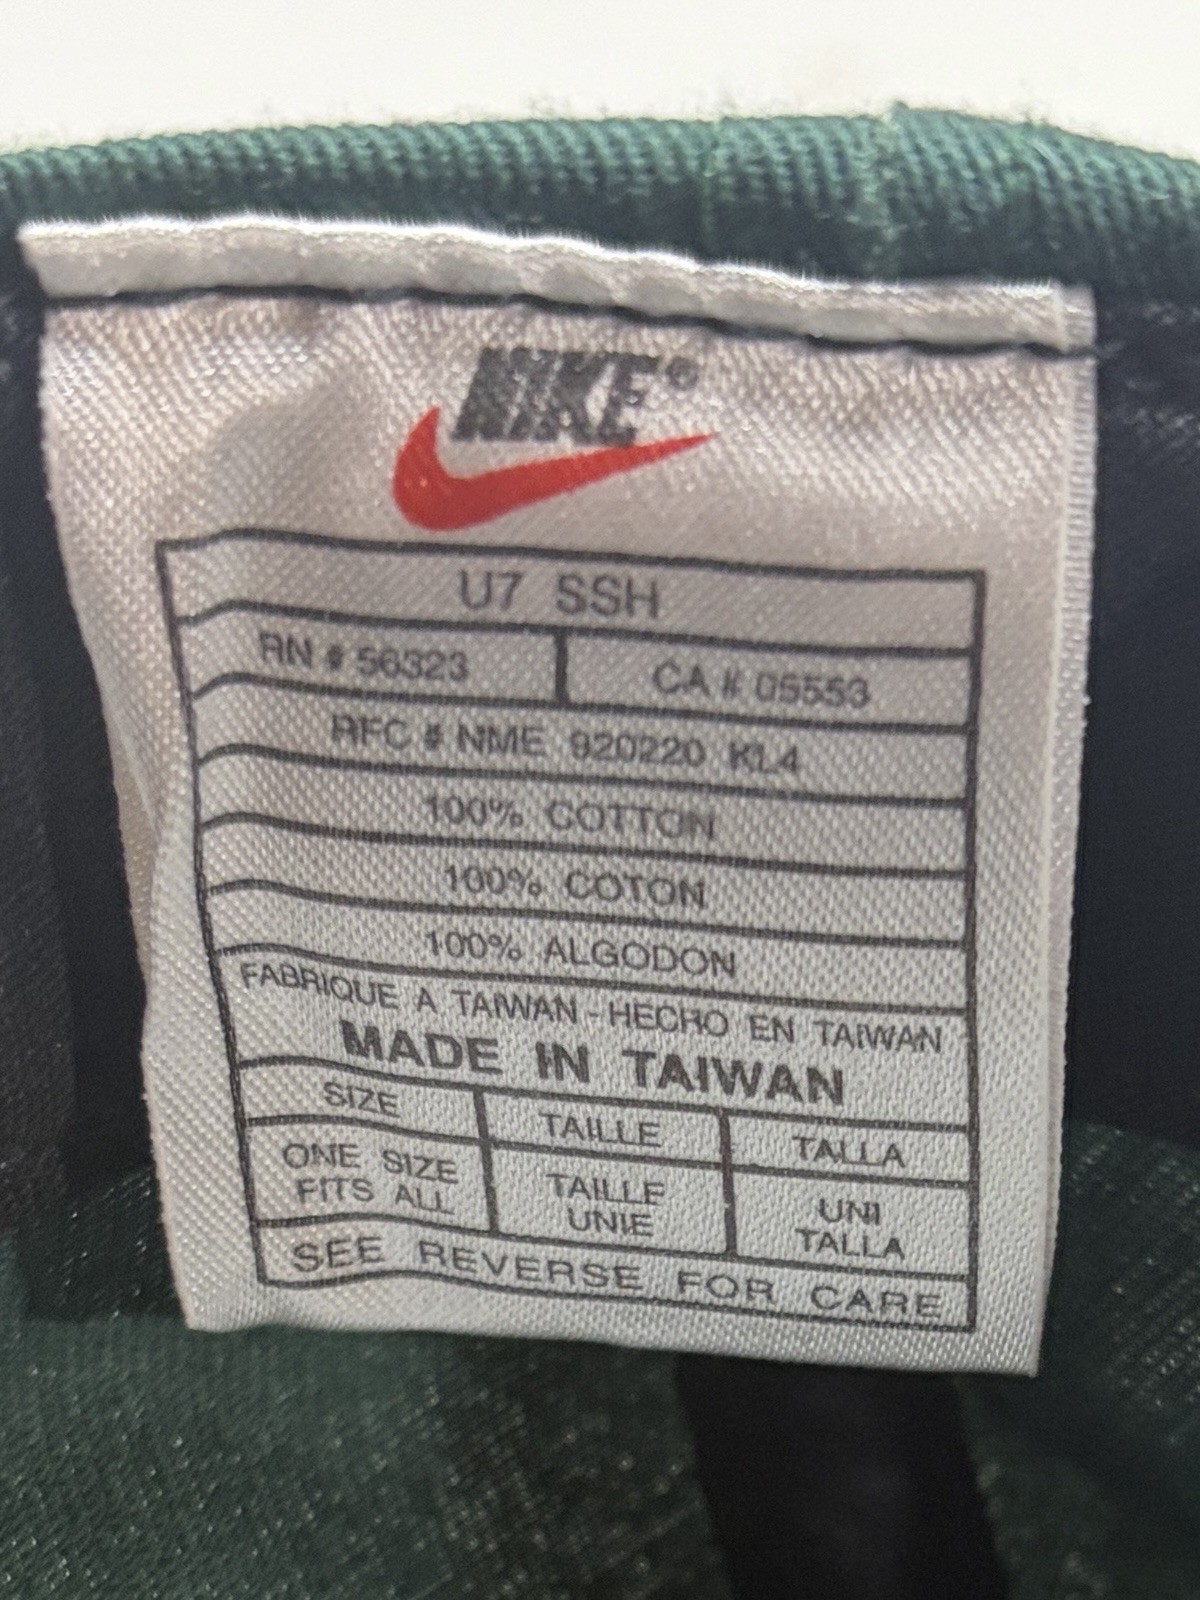 NIKE®
U7 SSH
RN # 56323
CA # 05553
RFC # NME 920220 KL4
100% COTTON
100% COTON
100% ALGODON
FABRIQUE A TAIWAN - HECHO EN TAIWAN
MADE IN TAIWAN
SIZE TAILLE TALLA
ONE SIZE FITS ALL
TAILLE UNIE
UNI TALLA
SEE REVERSE FOR CARE